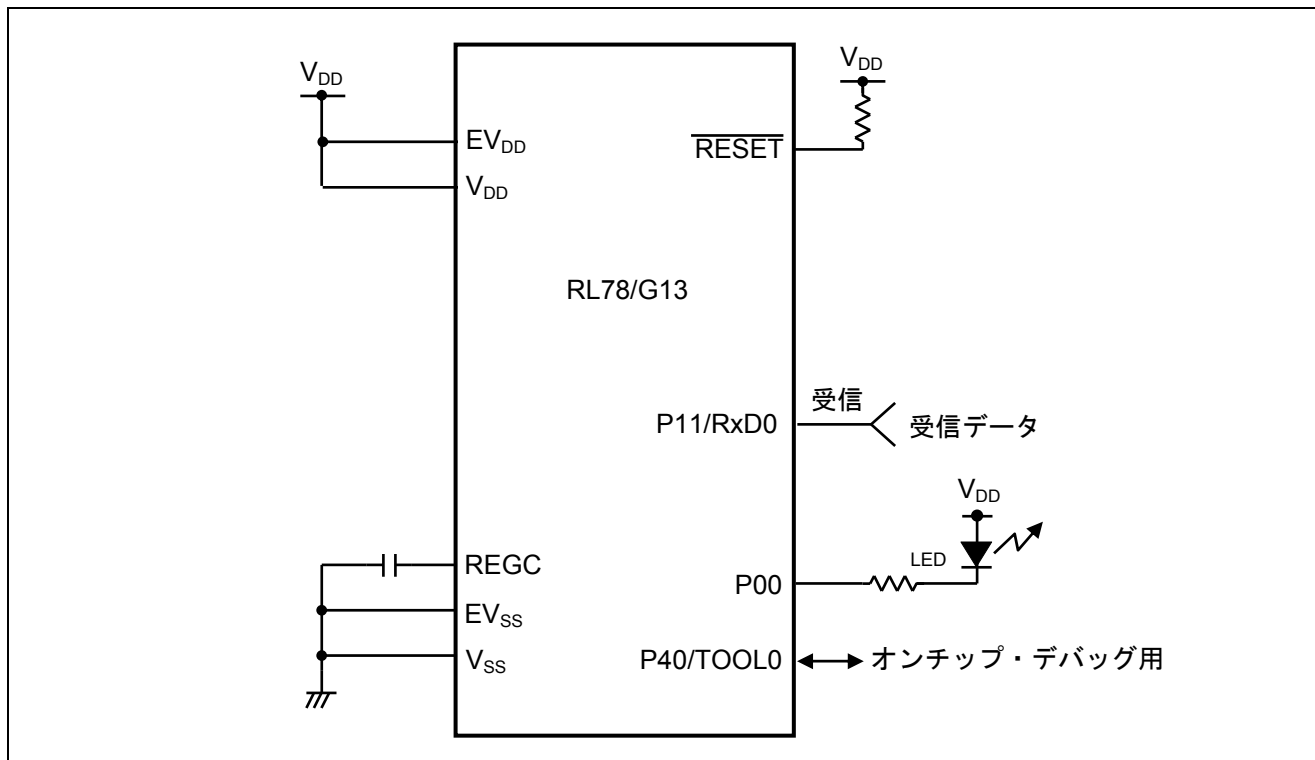 VDD
EVDD
VDD
RESET
VDD
RL78/G13
P11/RxD0
受信
受信データ
VDD
LED
REGC
P00
EVSS
VSS
P40/TOOL0
オンチップ・デバッグ用